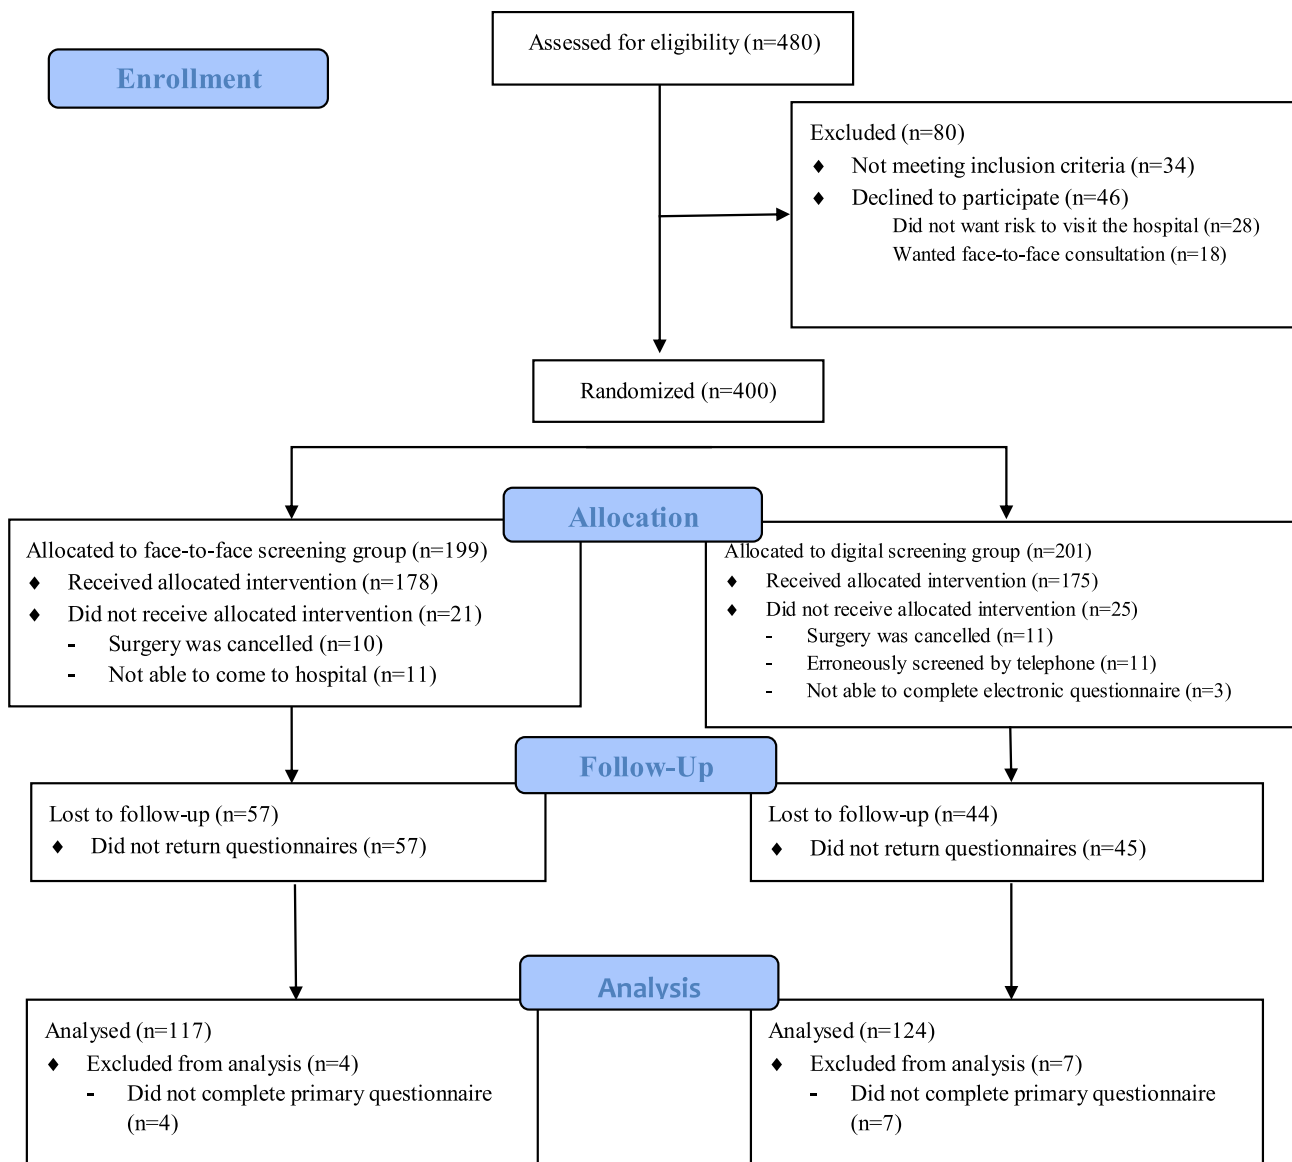 Assessed for eligibility (n=480)
Enrollment
Excluded (n=80)
♦ Not meeting inclusion criteria (n=34)
♦ Declined to participate (n=46)
Did not want risk to visit the hospital (n=28)
Wanted face-to-face consultation (n=18)
Randomized (n=400)
Allocation
Allocated to face-to-face screening group (n=199)
♦ Received allocated intervention (n=178)
♦ Did not receive allocated intervention (n=21)
- Surgery was cancelled (n=10)
- Not able to come to hospital (n=11)
Allocated to digital screening group (n=201)
♦ Received allocated intervention (n=175)
♦ Did not receive allocated intervention (n=25)
- Surgery was cancelled (n=11)
- Erroneously screened by telephone (n=11)
- Not able to complete electronic questionnaire (n=3)
Follow-Up
Lost to follow-up (n=57)
♦ Did not return questionnaires (n=57)
Lost to follow-up (n=44)
♦ Did not return questionnaires (n=45)
Analysis
Analysed (n=117)
♦ Excluded from analysis (n=4)
- Did not complete primary questionnaire
(n=4)
Analysed (n=124)
♦ Excluded from analysis (n=7)
- Did not complete primary questionnaire
(n=7)